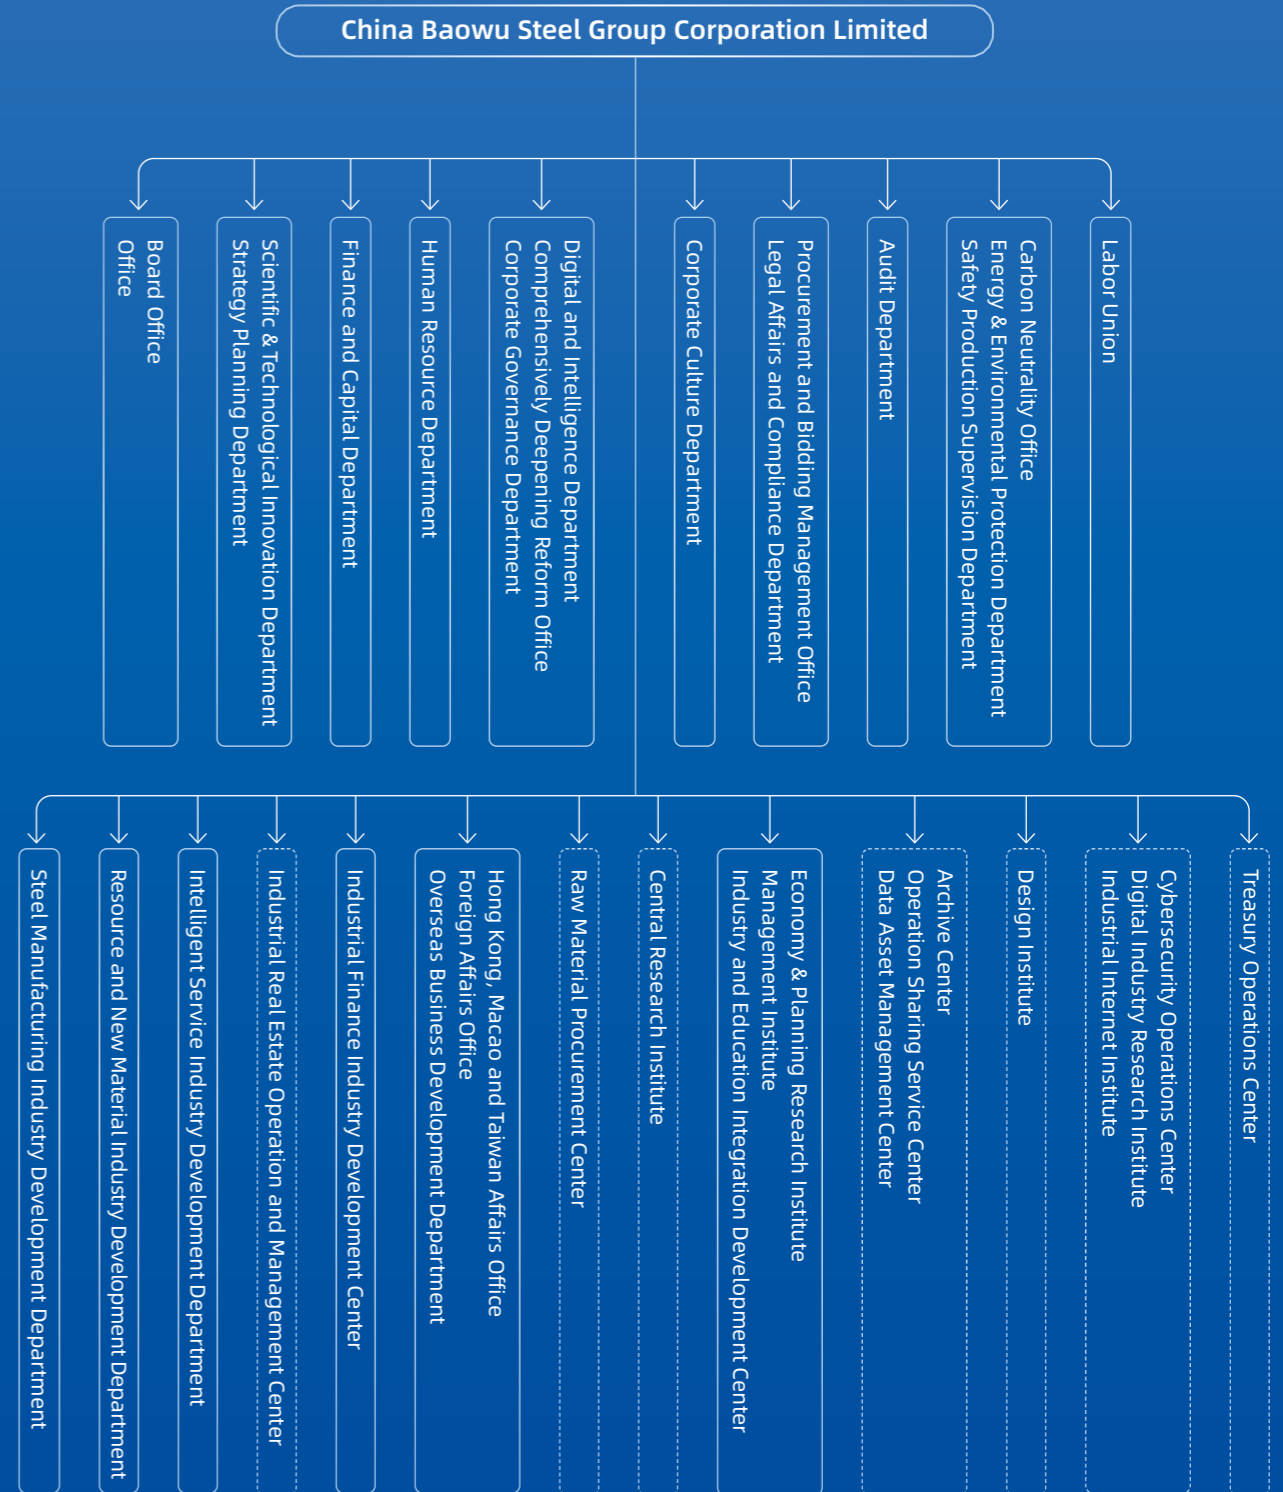 China Baowu Steel Group Corporation Limited
Board Office
Office
Scientific & Technological Innovation Department
Strategy Planning Department
Finance and Capital Department
Human Resource Department
Digital and Intelligence Department
Comprehensively Deepening Reform Office
Corporate Governance Department
Corporate Culture Department
Procurement and Bidding Management Office
Legal Affairs and Compliance Department
Audit Department
Carbon Neutrality Office
Energy & Environmental Protection Department
Safety Production Supervision Department
Labor Union
Steel Manufacturing Industry Development Department
Resource and New Material Industry Development Department
Intelligent Service Industry Development Department
Industrial Real Estate Operation and Management Center
Industrial Finance Industry Development Center
Hong Kong, Macao and Taiwan Affairs Office
Foreign Affairs Office
Overseas Business Development Department
Raw Material Procurement Center
Central Research Institute
Economy & Planning Research Institute
Management Institute
Industry and Education Integration Development Center
Archive Center
Operation Sharing Service Center
Data Asset Management Center
Design Institute
Cybersecurity Operations Center
Digital Industry Research Institute
Industrial Internet Institute
Treasury Operations Center